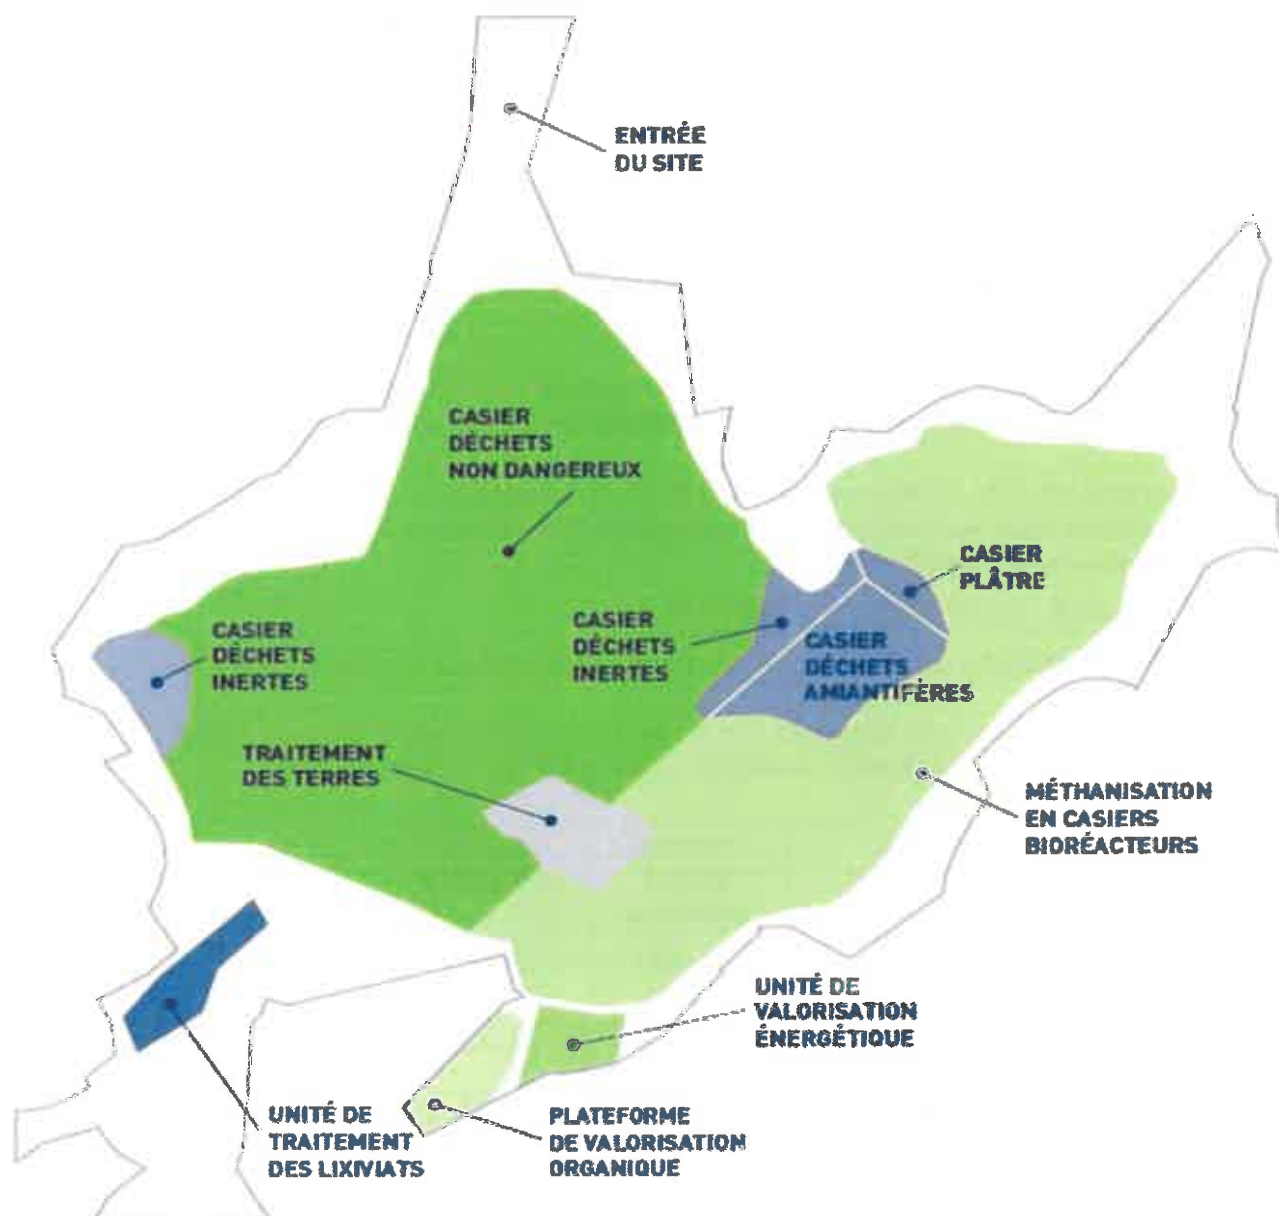 ENTRÉE
DU SITE
CASIER
DÉCHETS
NON DANGEREUX
CASIER
PLÂTRE
CASIER
DÉCHETS
INERTES
CASIER
DÉCHETS
INERTES
CASIER
DÉCHETS
AMIANTIFÈRES
TRAITEMENT
DES TERRES
MÉTHANISATION
EN CASIERS
BIORÉACTEURS
UNITÉ DE
VALORISATION
ÉNERGÉTIQUE
UNITÉ DE
TRAITEMENT
DES LIXIVIATS
PLATEFORME
DE VALORISATION
ORGANIQUE